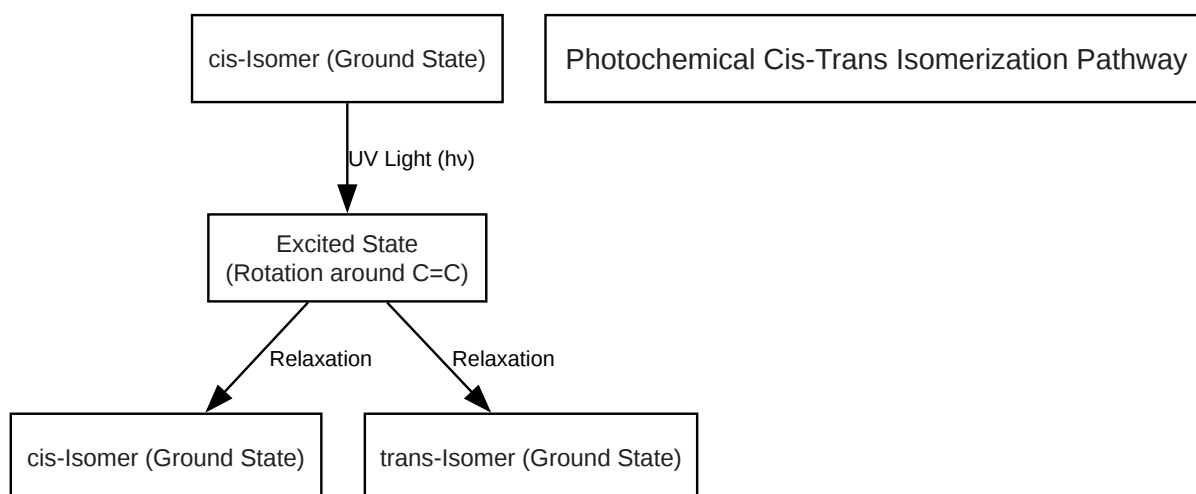 cis-Isomer (Ground State)
Photochemical Cis-Trans Isomerization Pathway
UV Light (hν)
Excited State
(Rotation around C=C)
Relaxation
Relaxation
cis-Isomer (Ground State)
trans-Isomer (Ground State)